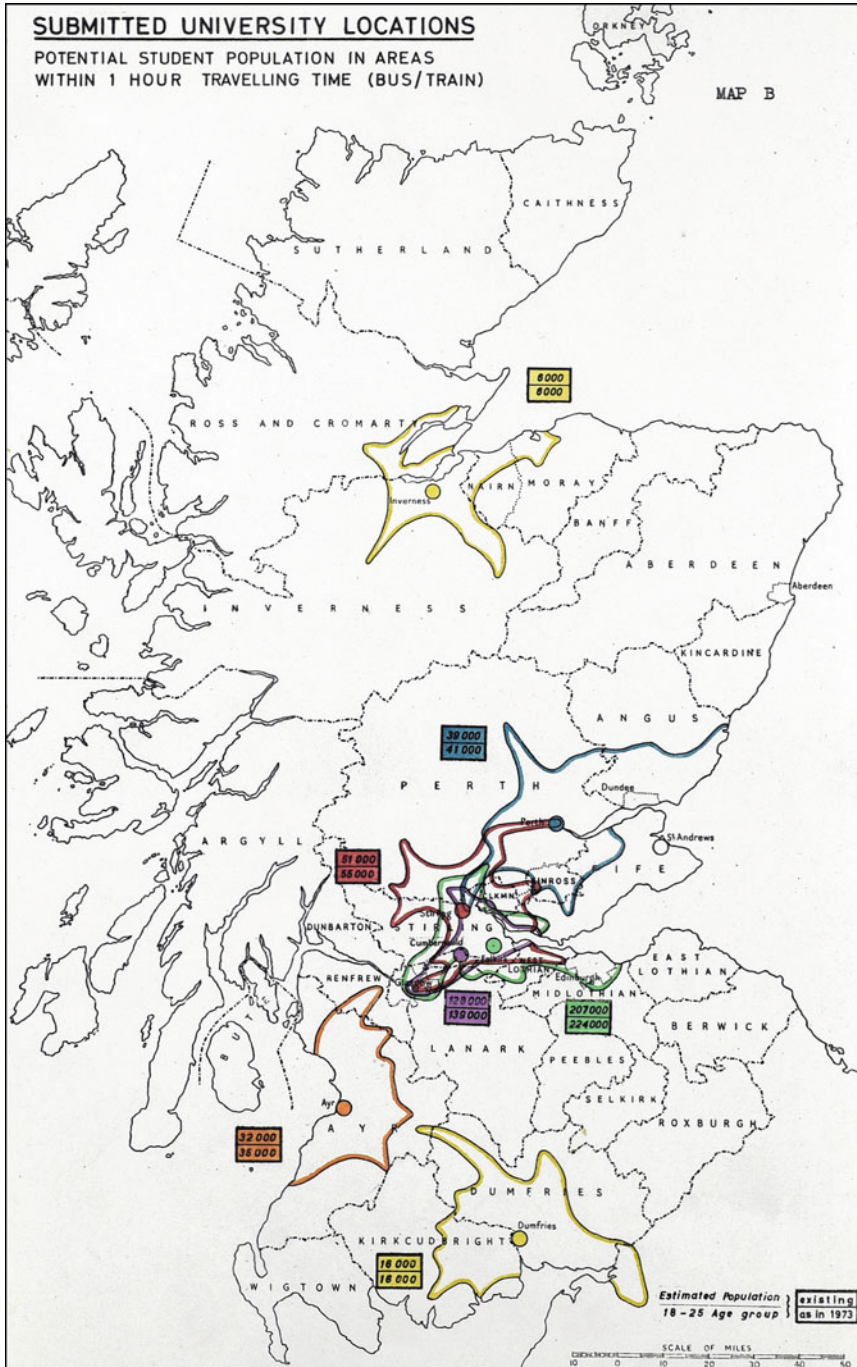 SUBMITTED UNIVERSITY LOCATIONS
POTENTIAL STUDENT POPULATION IN AREAS
WITHIN 1 HOUR TRAVELLING TIME (BUS/TRAIN)
MAP B
ORKNEY
CAITHNESS
SUTHERLAND
6000
6000
ROSS AND CROMARTY
NAIRN
MORAY
Inverness
BANFF
ABERDEEN
Aberdeen
INVERNESS
KINCARDINE
ANGUS
39000
41000
PERTH
Dundee
Perth
St Andrews
ARGYLL
51000
55000
KINROSS
FIFE
CLKMN
Stirling
DUNBARTON
STIRLING
Cumbernauld
Falkirk
WEST
LOTHIAN
EAST
LOTHIAN
RENFREW
Glasgow
Edinburgh
MIDLOTHIAN
128000
139000
207000
224000
BERWICK
BUTE
LANARK
PEEBLES
SELKIRK
ROXBURGH
Ayr
AYR
32000
35000
DUMFRIES
Dumfries
KIRKCUDBRIGHT
16000
16000
WIGTOWN
Estimated Population
18-25 Age group
existing
as in 1973
SCALE OF MILES
10 0 10 20 30 40 50